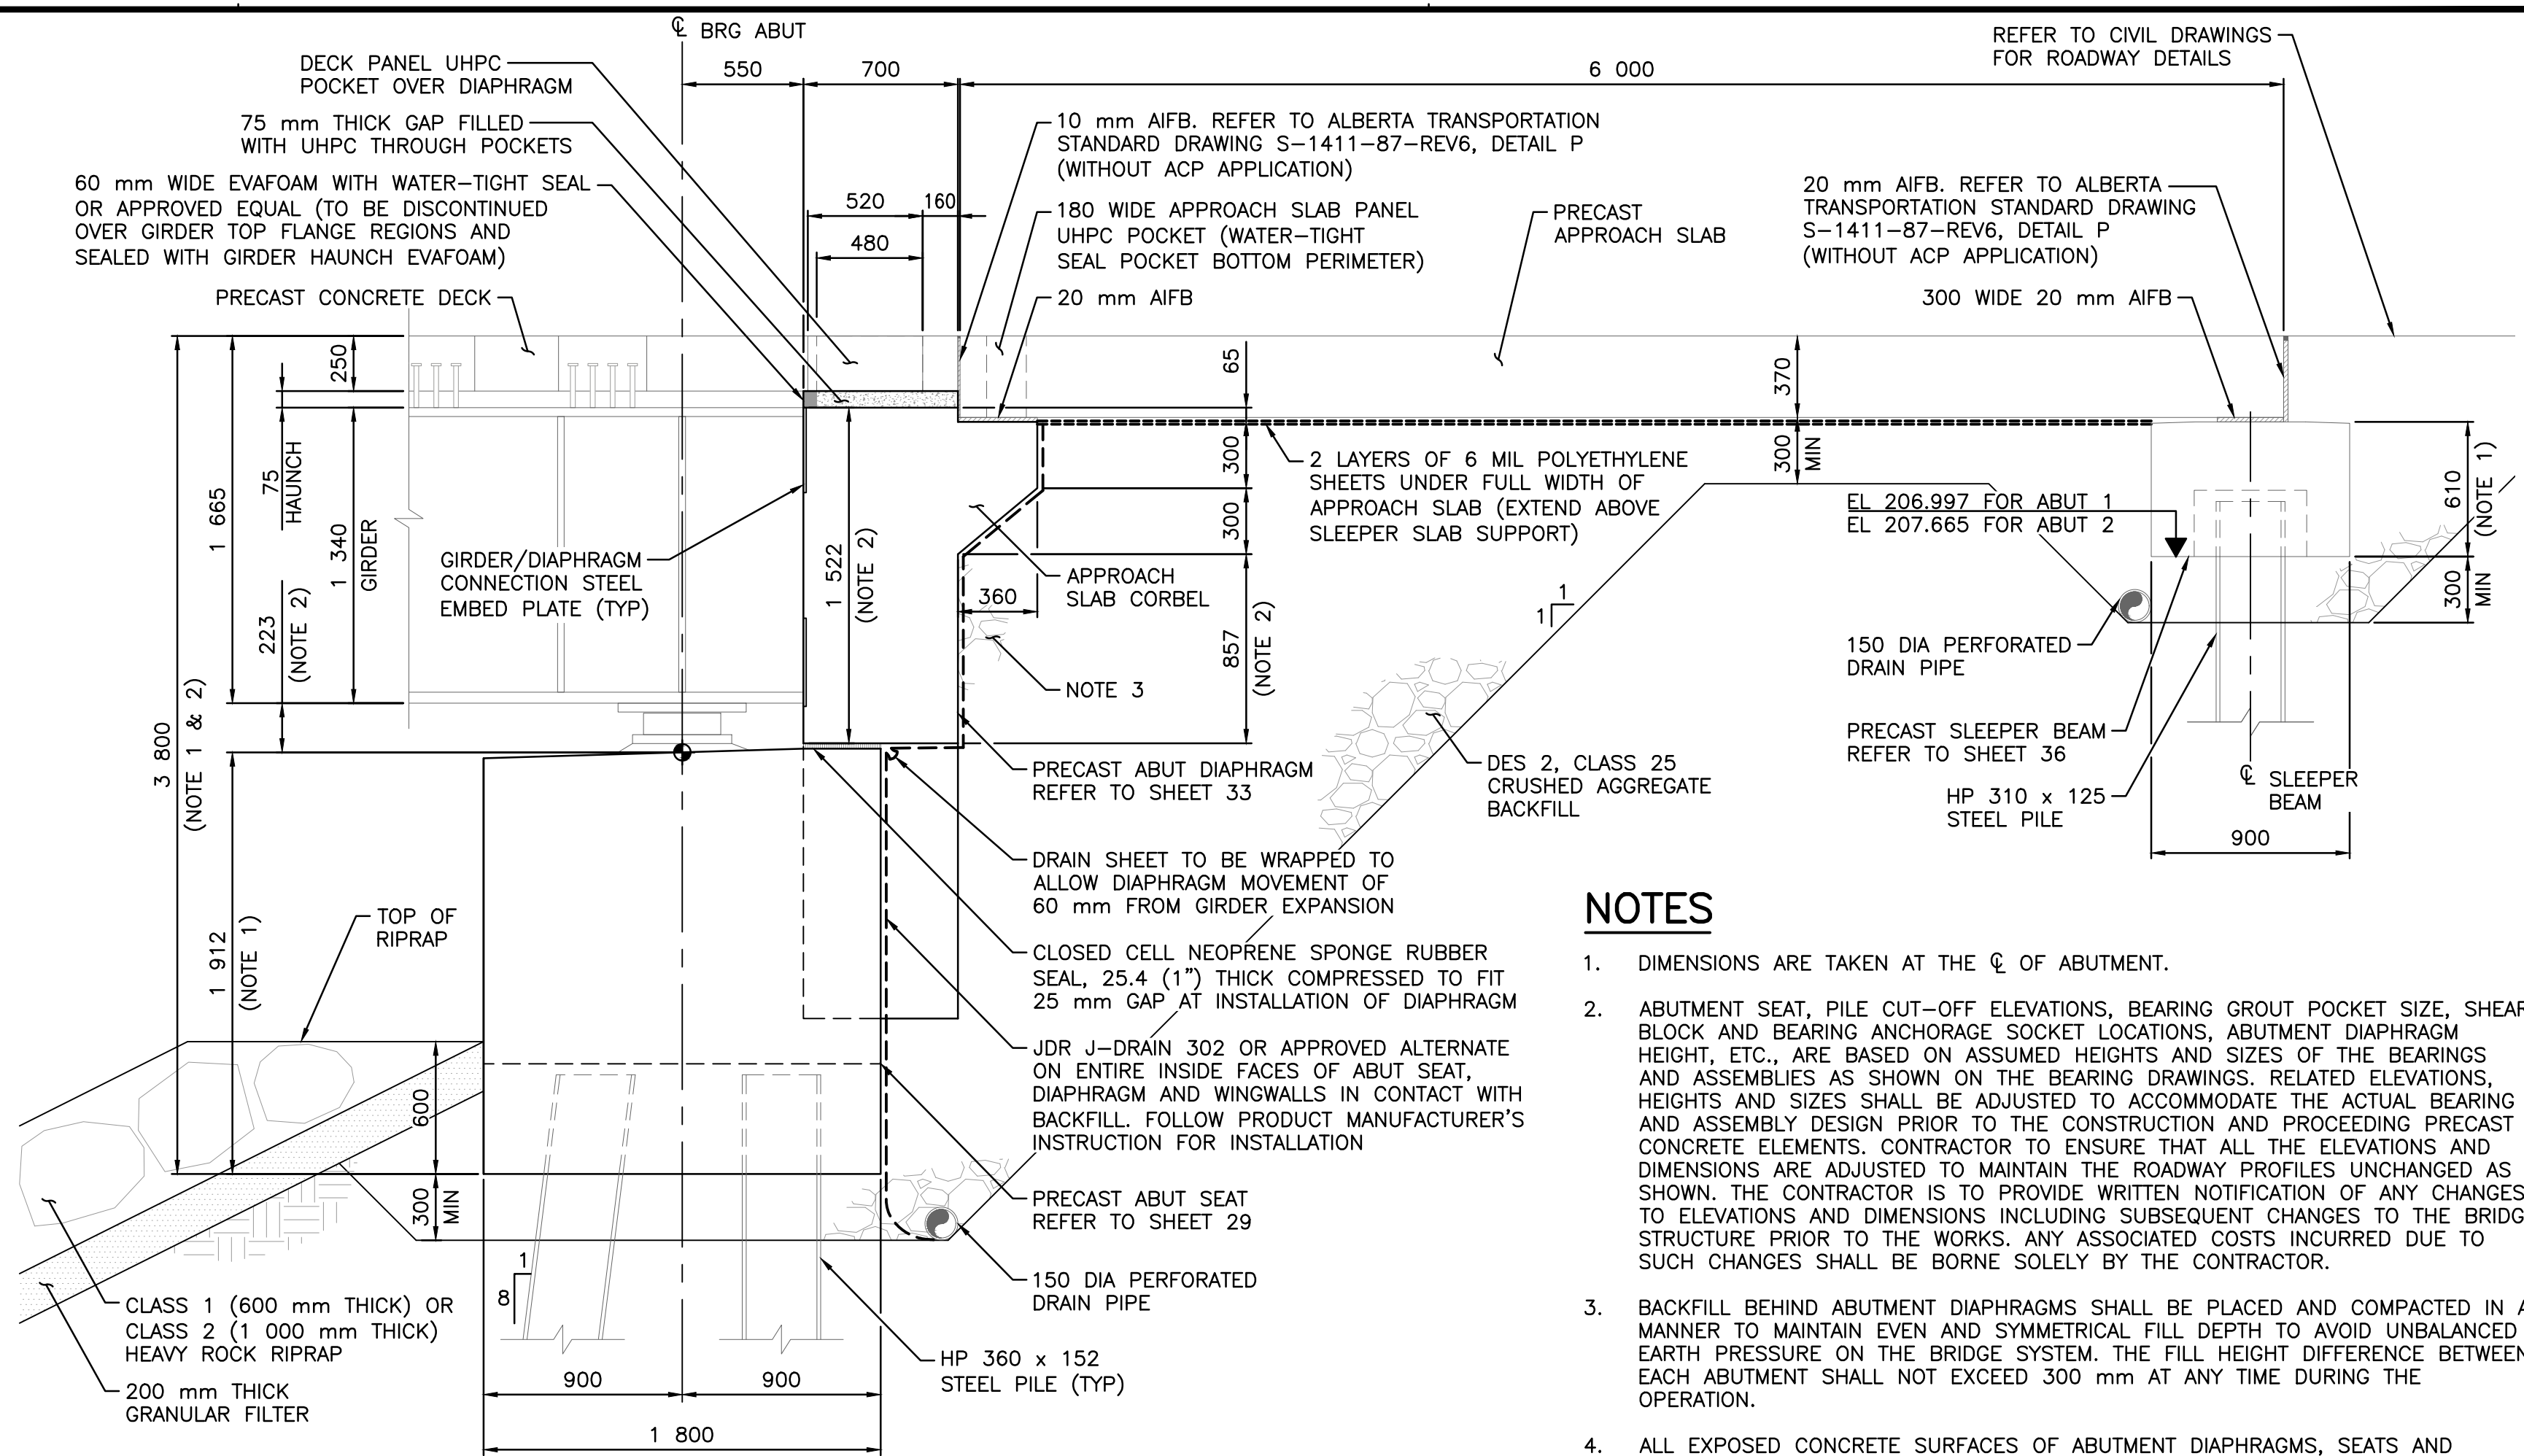 ℄ BRG ABUT
550
700
6 000
REFER TO CIVIL DRAWINGS
FOR ROADWAY DETAILS
DECK PANEL UHPC
POCKET OVER DIAPHRAGM
75 mm THICK GAP FILLED
WITH UHPC THROUGH POCKETS
60 mm WIDE EVAFOAM WITH WATER-TIGHT SEAL
OR APPROVED EQUAL (TO BE DISCONTINUED
OVER GIRDER TOP FLANGE REGIONS AND
SEALED WITH GIRDER HAUNCH EVAFOAM)
PRECAST CONCRETE DECK
520
160
480
10 mm AIFB. REFER TO ALBERTA TRANSPORTATION
STANDARD DRAWING S-1411-87-REV6, DETAIL P
(WITHOUT ACP APPLICATION)
180 WIDE APPROACH SLAB PANEL
UHPC POCKET (WATER-TIGHT
SEAL POCKET BOTTOM PERIMETER)
20 mm AIFB
PRECAST
APPROACH SLAB
20 mm AIFB. REFER TO ALBERTA
TRANSPORTATION STANDARD DRAWING
S-1411-87-REV6, DETAIL P
(WITHOUT ACP APPLICATION)
300 WIDE 20 mm AIFB
3 800
(NOTE 1 & 2)
1 665
250
75
HAUNCH
1 340
GIRDER
223
(NOTE 2)
1 912
(NOTE 1)
GIRDER/DIAPHRAGM
CONNECTION STEEL
EMBED PLATE (TYP)
1 522
(NOTE 2)
65
300
300
857
(NOTE 2)
360
370
300
MIN
2 LAYERS OF 6 MIL POLYETHYLENE
SHEETS UNDER FULL WIDTH OF
APPROACH SLAB (EXTEND ABOVE
SLEEPER SLAB SUPPORT)
APPROACH
SLAB CORBEL
NOTE 3
1
1
EL 206.997 FOR ABUT 1
EL 207.665 FOR ABUT 2
610
(NOTE 1)
300
MIN
150 DIA PERFORATED
DRAIN PIPE
PRECAST SLEEPER BEAM
REFER TO SHEET 36
HP 310 x 125
STEEL PILE
℄ SLEEPER
BEAM
900
PRECAST ABUT DIAPHRAGM
REFER TO SHEET 33
DES 2, CLASS 25
CRUSHED AGGREGATE
BACKFILL
DRAIN SHEET TO BE WRAPPED TO
ALLOW DIAPHRAGM MOVEMENT OF
60 mm FROM GIRDER EXPANSION
CLOSED CELL NEOPRENE SPONGE RUBBER
SEAL, 25.4 (1") THICK COMPRESSED TO FIT
25 mm GAP AT INSTALLATION OF DIAPHRAGM
JDR J-DRAIN 302 OR APPROVED ALTERNATE
ON ENTIRE INSIDE FACES OF ABUT SEAT,
DIAPHRAGM AND WINGWALLS IN CONTACT WITH
BACKFILL. FOLLOW PRODUCT MANUFACTURER'S
INSTRUCTION FOR INSTALLATION
PRECAST ABUT SEAT
REFER TO SHEET 29
150 DIA PERFORATED
DRAIN PIPE
HP 360 x 152
STEEL PILE (TYP)
TOP OF
RIPRAP
600
300
MIN
1
8
CLASS 1 (600 mm THICK) OR
CLASS 2 (1 000 mm THICK)
HEAVY ROCK RIPRAP
200 mm THICK
GRANULAR FILTER
900
900
1 800
NOTES
1. DIMENSIONS ARE TAKEN AT THE ℄ OF ABUTMENT.
2. ABUTMENT SEAT, PILE CUT-OFF ELEVATIONS, BEARING GROUT POCKET SIZE, SHEAR
BLOCK AND BEARING ANCHORAGE SOCKET LOCATIONS, ABUTMENT DIAPHRAGM
HEIGHT, ETC., ARE BASED ON ASSUMED HEIGHTS AND SIZES OF THE BEARINGS
AND ASSEMBLIES AS SHOWN ON THE BEARING DRAWINGS. RELATED ELEVATIONS,
HEIGHTS AND SIZES SHALL BE ADJUSTED TO ACCOMMODATE THE ACTUAL BEARING
AND ASSEMBLY DESIGN PRIOR TO THE CONSTRUCTION AND PROCEEDING PRECAST
CONCRETE ELEMENTS. CONTRACTOR TO ENSURE THAT ALL THE ELEVATIONS AND
DIMENSIONS ARE ADJUSTED TO MAINTAIN THE ROADWAY PROFILES UNCHANGED AS
SHOWN. THE CONTRACTOR IS TO PROVIDE WRITTEN NOTIFICATION OF ANY CHANGES
TO ELEVATIONS AND DIMENSIONS INCLUDING SUBSEQUENT CHANGES TO THE BRIDG
STRUCTURE PRIOR TO THE WORKS. ANY ASSOCIATED COSTS INCURRED DUE TO
SUCH CHANGES SHALL BE BORNE SOLELY BY THE CONTRACTOR.
3. BACKFILL BEHIND ABUTMENT DIAPHRAGMS SHALL BE PLACED AND COMPACTED IN A
MANNER TO MAINTAIN EVEN AND SYMMETRICAL FILL DEPTH TO AVOID UNBALANCED
EARTH PRESSURE ON THE BRIDGE SYSTEM. THE FILL HEIGHT DIFFERENCE BETWEEN
EACH ABUTMENT SHALL NOT EXCEED 300 mm AT ANY TIME DURING THE
OPERATION.
4. ALL EXPOSED CONCRETE SURFACES OF ABUTMENT DIAPHRAGMS, SEATS AND